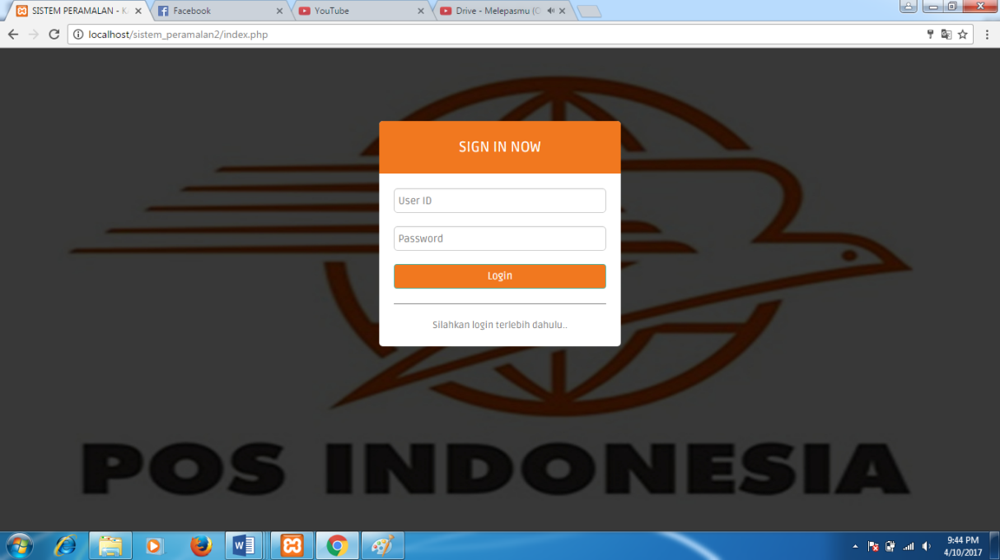 SISTEM PERAMALAN - K
Facebook
YouTube
Drive - Melepasmu (C
localhost/sistem_peramalan2/index.php
SIGN IN NOW
User ID
Password
Login
Silahkan login terlebih dahulu..
POS INDONESIA
9:44 PM
4/10/2017